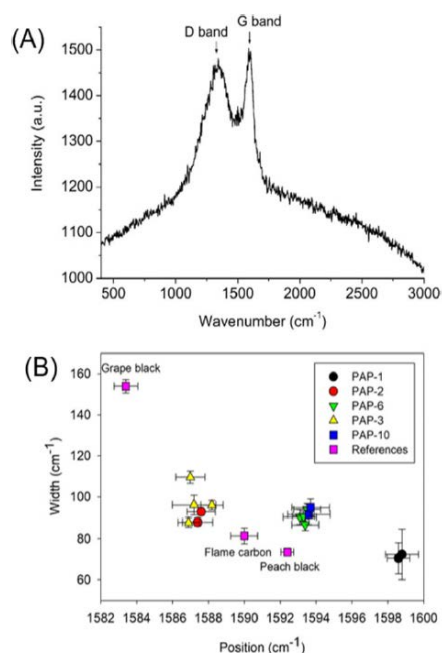 (A)
D band
G band
1500
1400
1300
1200
1100
1000
Intensity (a.u.)
500 1000 1500 2000 2500 3000
Wavenumber (cm⁻¹)
(B)
160
140
120
100
80
60
Width(cm⁻¹)
Grape black
PAP-1
PAP-2
PAP-6
PAP-3
PAP-10
References
Flame carbon
Peach black
1582 1584 1586 1588 1590 1592 1594 1596 1598 1600
Position(cm⁻¹)